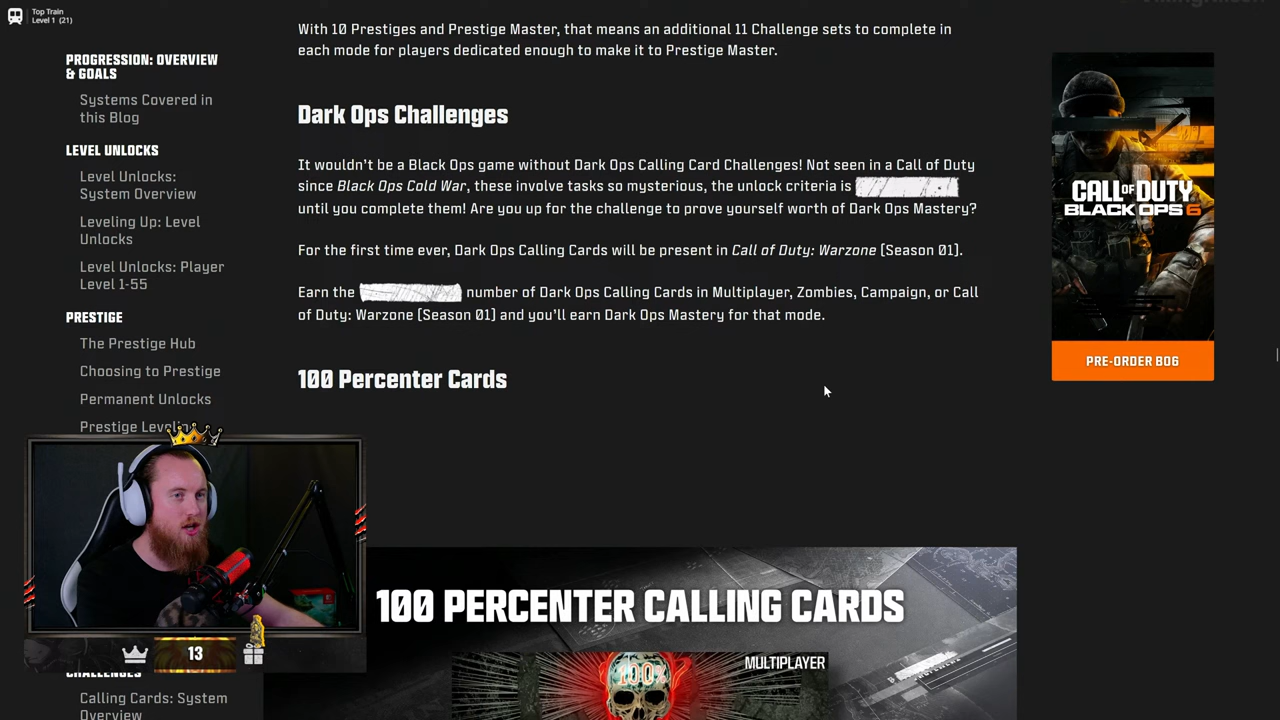 Top Train
Level 1 (21)
PROGRESSION: OVERVIEW
& GOALS
Systems Covered in
this Blog
LEVEL UNLOCKS
Level Unlocks:
System Overview
Leveling Up: Level
Unlocks
Level Unlocks: Player
Level 1-55
PRESTIGE
The Prestige Hub
Choosing to Prestige
Permanent Unlocks
Calling Cards: System
Overview
With 10 Prestiges and Prestige Master, that means an additional 11 Challenge sets to complete in
each mode for players dedicated enough to make it to Prestige Master.
Dark Ops Challenges
It wouldn't be a Black Ops game without Dark Ops Calling Card Challenges! Not seen in a Call of Duty
since Black Ops Cold War, these involve tasks so mysterious, the unlock criteria is
until you complete them! Are you up for the challenge to prove yourself worth of Dark Ops Mastery?
For the first time ever, Dark Ops Calling Cards will be present in Call of Duty: Warzone (Season 01).
Earn the number of Dark Ops Calling Cards in Multiplayer, Zombies, Campaign, or Call
of Duty: Warzone (Season 01) and you'll earn Dark Ops Mastery for that mode.
100 Percenter Cards
100 PERCENTER CALLING CARDS
MULTIPLAYER
100%
CALL OF DUTY
BLACK OPS 6
PRE-ORDER BO6
13